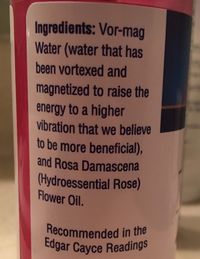 Ingredients: Vor-mag
Water (water that has
been vortexed and
magnetized to raise the
energy to a higher
vibration that we believe
to be more beneficial),
and Rosa Damascena
(Hydroessential Rose)
Flower Oil.
Recommended in the
Edgar Cayce Readings